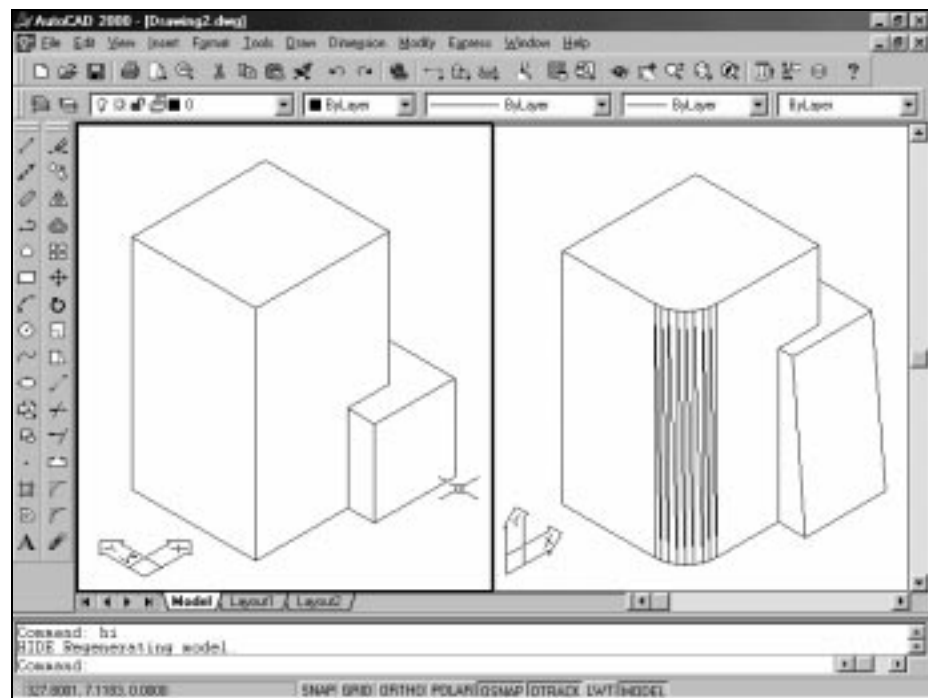 AutoCAD 2000 - [Drawing2.dwg]
File Edit View Insert Format Tools Draw Dimension Modify Express Window Help
0 ByLayer ByLayer ByLayer ByLayer
A
Model Layout1 Layout2
Command: hi
HIDE Regenerating model.
Command:
327.8001, 7.1183, 0.0000 SNAP GRID ORTHO POLAR OSNAP OTRACK LWT MODEL